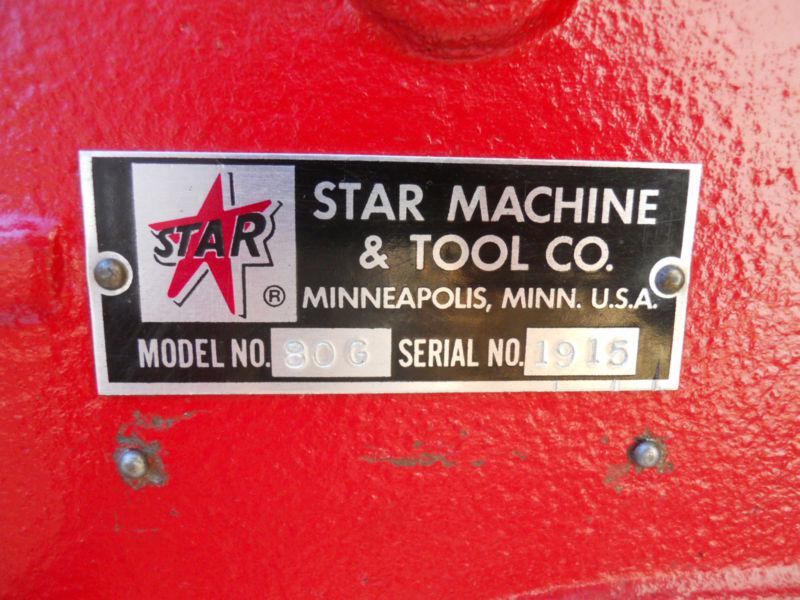 STAR
®
STAR MACHINE
& TOOL CO.
MINNEAPOLIS, MINN. U.S.A.
MODEL NO. 80G SERIAL NO. 1915